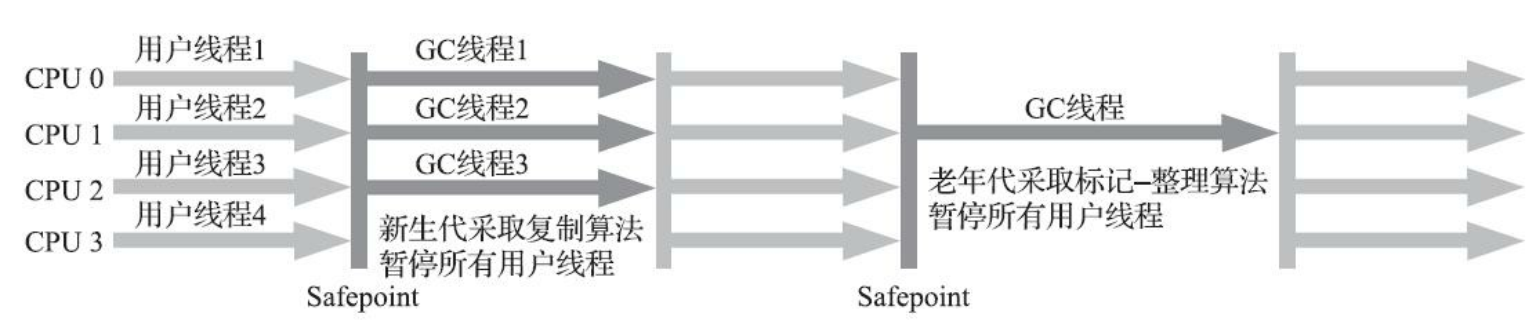 用户线程1
GC线程1
CPU 0
用户线程2
GC线程2
GC线程
CPU 1
用户线程3
GC线程3
CPU 2
用户线程4
CPU 3
新生代采取复制算法
暂停所有用户线程
老年代采取标记–整理算法
暂停所有用户线程
Safepoint
Safepoint